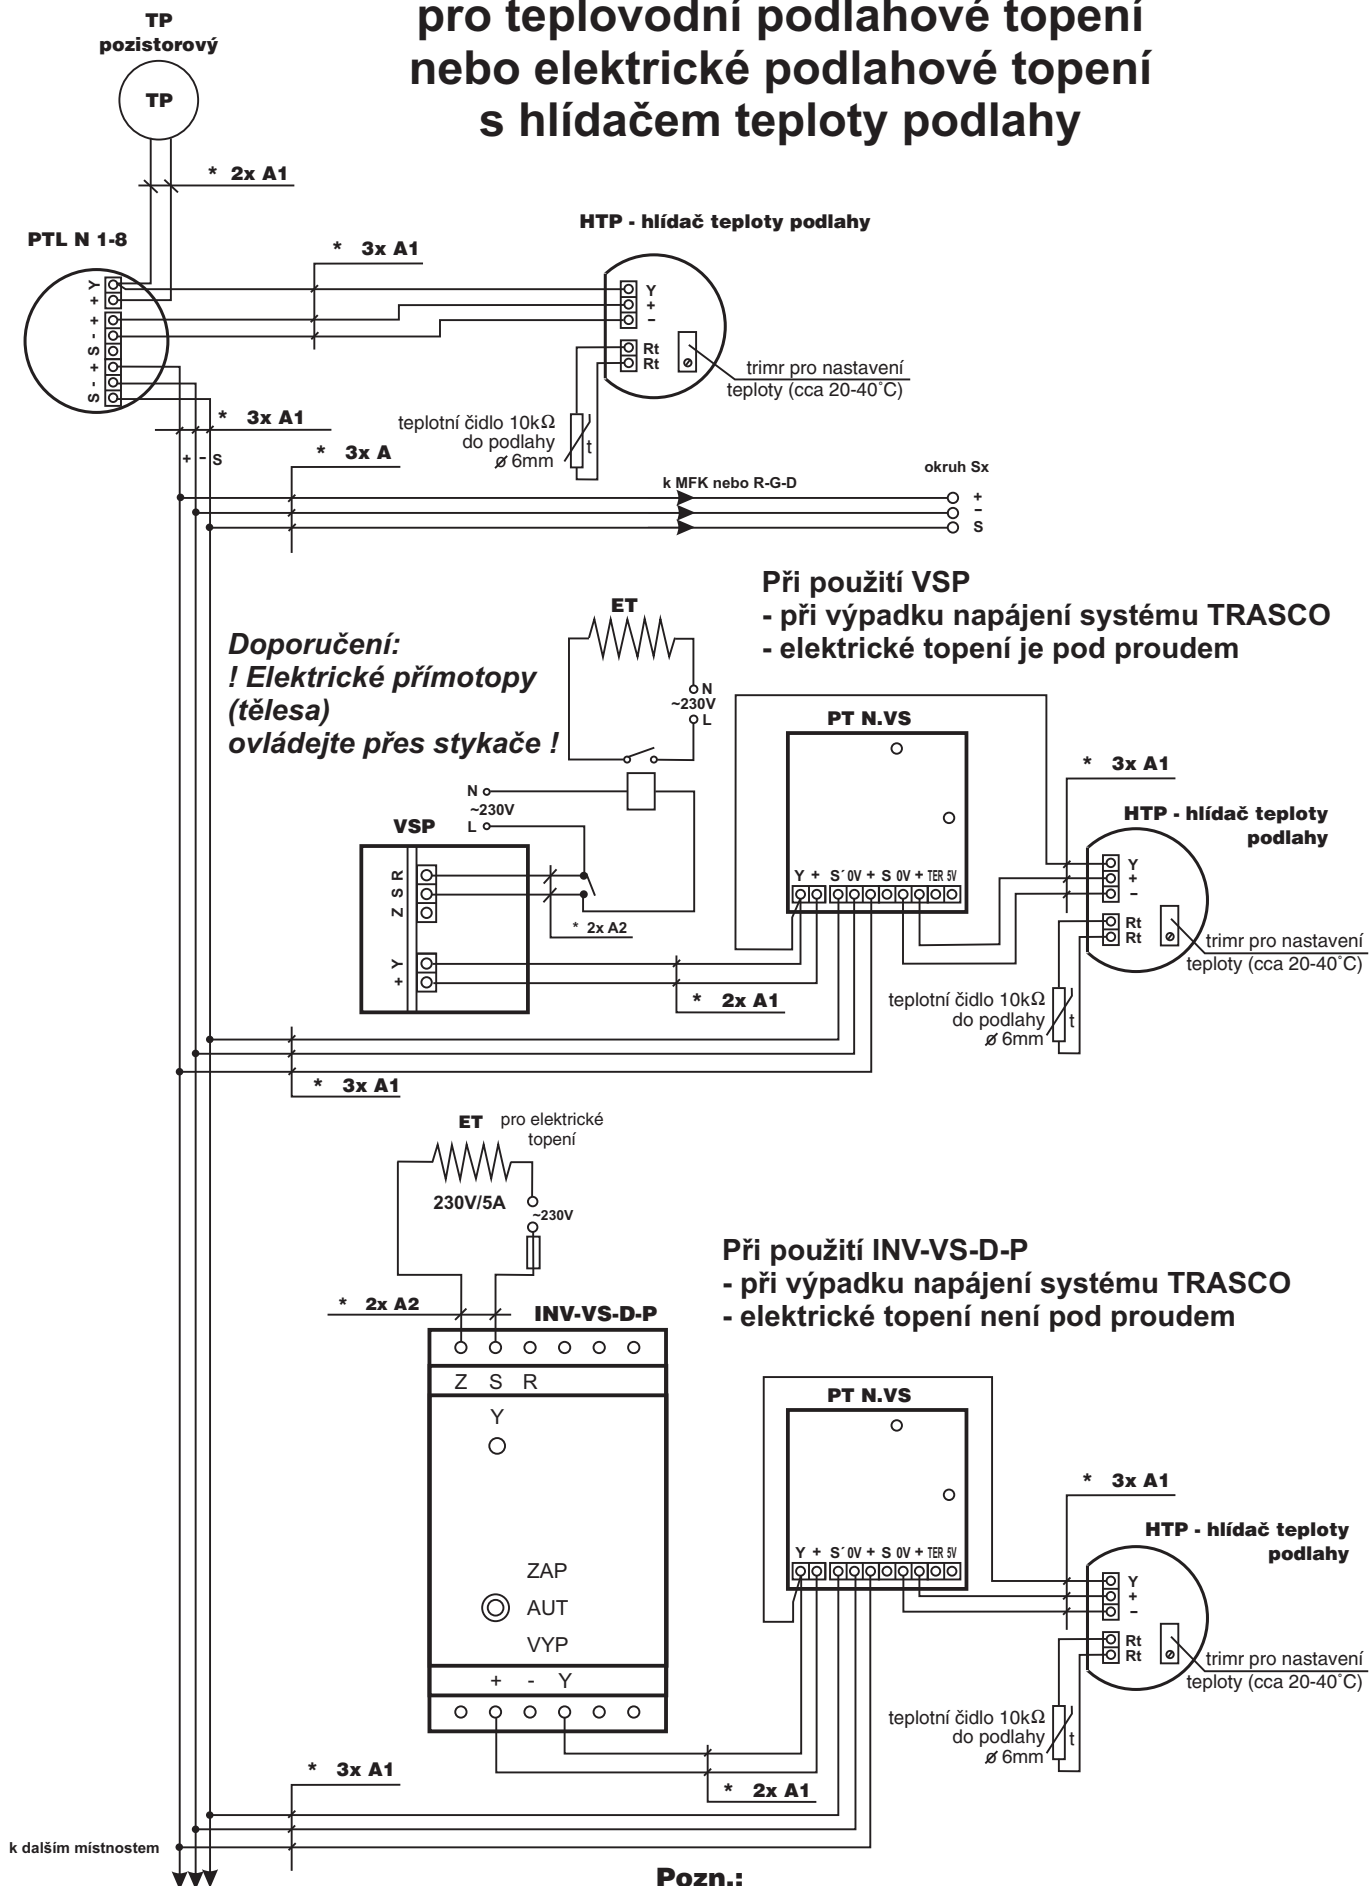 pro teplovodní podlahové topení
nebo elektrické podlahové topení
s hlídačem teploty podlahy
TP
pozistorový
TP
* 2x A1
PTL N 1-8
* 3x A1
HTP - hlídač teploty podlahy
Y
+
+
-
S
+
-
S
Y
+
−
Rt
Rt
trimr pro nastavení
teploty (cca 20-40˚C)
teplotní čidlo 10kΩ
do podlahy
ø 6mm
t
* 3x A1
+ − S
* 3x A
k MFK nebo R-G-D
okruh Sx
+
−
S
Při použití VSP
- při výpadku napájení systému TRASCO
- elektrické topení je pod proudem
Doporučení:
! Elektrické přímotopy
(tělesa)
ovládejte přes stykače !
ET
N
~230V
L
N
~230V
L
VSP
R
S
Z
Y
+
* 2x A2
* 2x A1
PT N.VS
Y + S´ 0V + S 0V + TER 5V
* 3x A1
HTP - hlídač teploty
podlahy
Y
+
−
Rt
Rt
trimr pro nastavení
teploty (cca 20-40˚C)
teplotní čidlo 10kΩ
do podlahy
ø 6mm
t
* 3x A1
ET pro elektrické
topení
230V/5A
~230V
Při použití INV-VS-D-P
- při výpadku napájení systému TRASCO
- elektrické topení není pod proudem
* 2x A2
INV-VS-D-P
Z S R
Y
ZAP
AUT
VYP
+ - Y
PT N.VS
Y + S´ 0V + S 0V + TER 5V
* 3x A1
HTP - hlídač teploty
podlahy
Y
+
−
Rt
Rt
trimr pro nastavení
teploty (cca 20-40˚C)
teplotní čidlo 10kΩ
do podlahy
ø 6mm
t
* 2x A1
* 3x A1
k dalším místnostem
Pozn.: